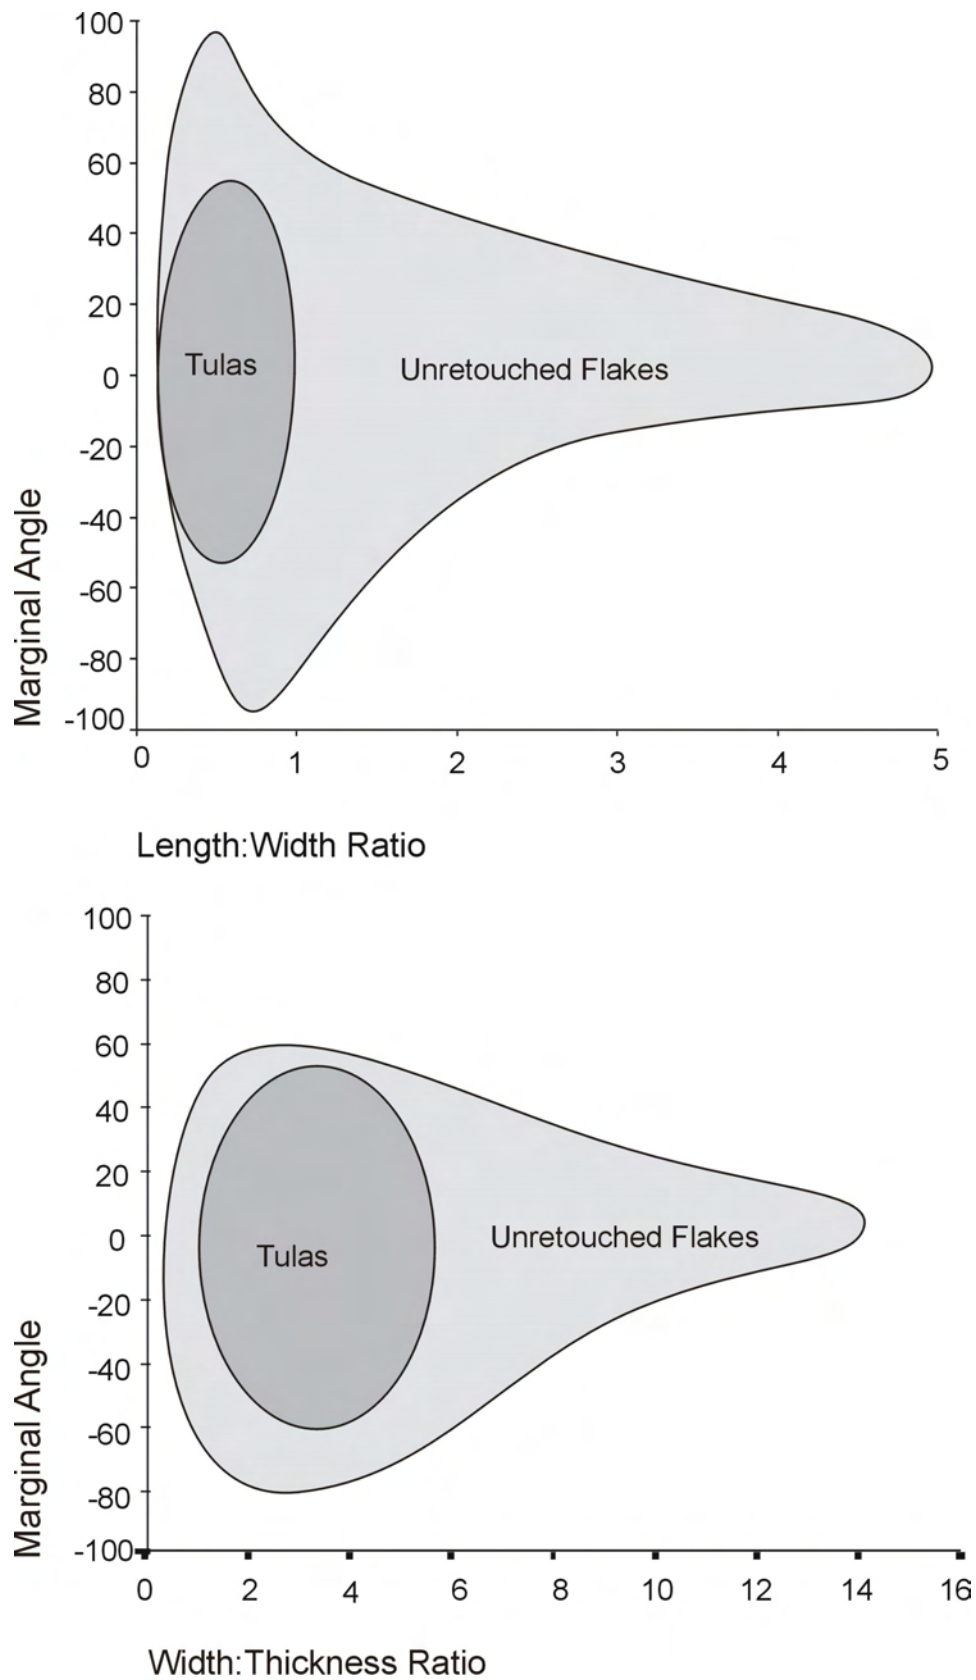 100
80
60
40
20
0
-20
-40
-60
-80
-100
Marginal Angle
Tulas
Unretouched Flakes
0 1 2 3 4 5
Length:Width Ratio
100
80
60
40
20
0
-20
-40
-60
-80
-100
Marginal Angle
Unretouched Flakes
Tulas
0 2 4 6 8 10 12 14 16
Width:Thickness Ratio